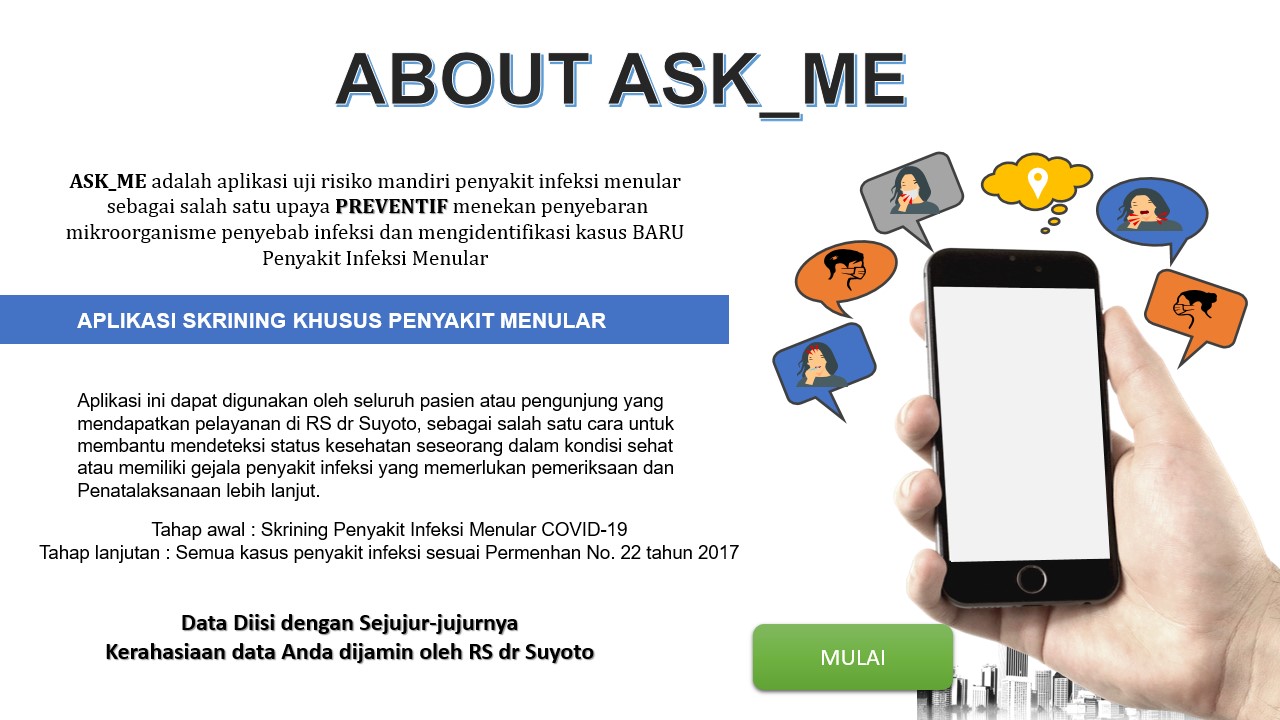 ABOUT ASK_ME
ASK_ME adalah aplikasi uji risiko mandiri penyakit infeksi menular
sebagai salah satu upaya PREVENTIF menekan penyebaran
mikroorganisme penyebab infeksi dan mengidentifikasi kasus BARU
Penyakit Infeksi Menular
APLIKASI SKRINING KHUSUS PENYAKIT MENULAR
Aplikasi ini dapat digunakan oleh seluruh pasien atau pengunjung yang
mendapatkan pelayanan di RS dr Suyoto, sebagai salah satu cara untuk
membantu mendeteksi status kesehatan seseorang dalam kondisi sehat
atau memiliki gejala penyakit infeksi yang memerlukan pemeriksaan dan
Penatalaksanaan lebih lanjut.
Tahap awal : Skrining Penyakit Infeksi Menular COVID-19
Tahap lanjutan : Semua kasus penyakit infeksi sesuai Permenhan No. 22 tahun 2017
Data Diisi dengan Sejujur-jujurnya
Kerahasiaan data Anda dijamin oleh RS dr Suyoto
MULAI